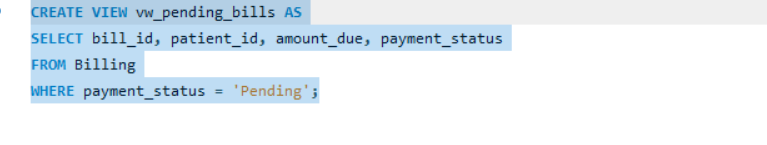 CREATE VIEW vw_pending_bills AS
SELECT bill_id, patient_id, amount_due, payment_status
FROM Billing
WHERE payment_status = 'Pending';